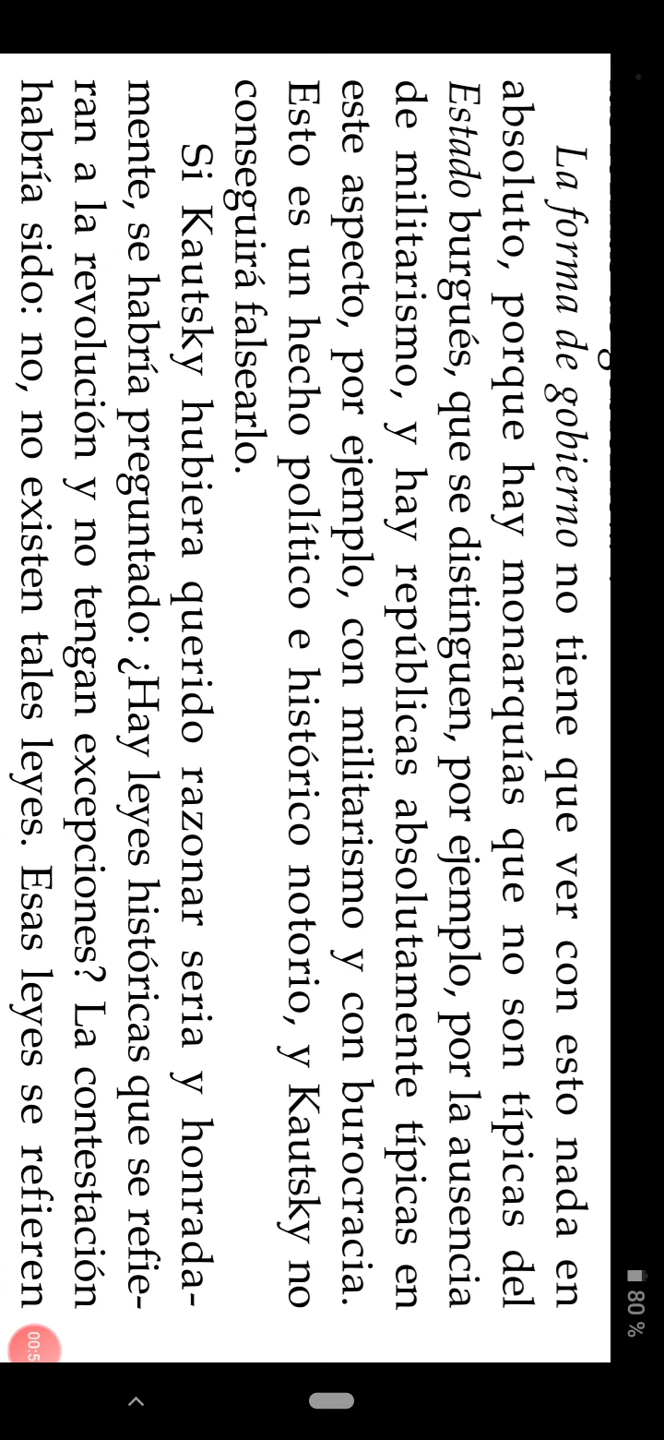 La forma de gobierno no tiene que ver con esto nada en
absoluto, porque hay monarquías que no son típicas del
Estado burgués, que se distinguen, por ejemplo, por la ausencia
de militarismo, y hay repúblicas absolutamente típicas en
este aspecto, por ejemplo, con militarismo y con burocracia.
Esto es un hecho político e histórico notorio, y Kautsky no
conseguirá falsearlo.
Si Kautsky hubiera querido razonar seria y honrada-
mente, se habría preguntado: ¿Hay leyes históricas que se refie-
ran a la revolución y no tengan excepciones? La contestación
habría sido: no, no existen tales leyes. Esas leyes se refieren
80 %
00:5